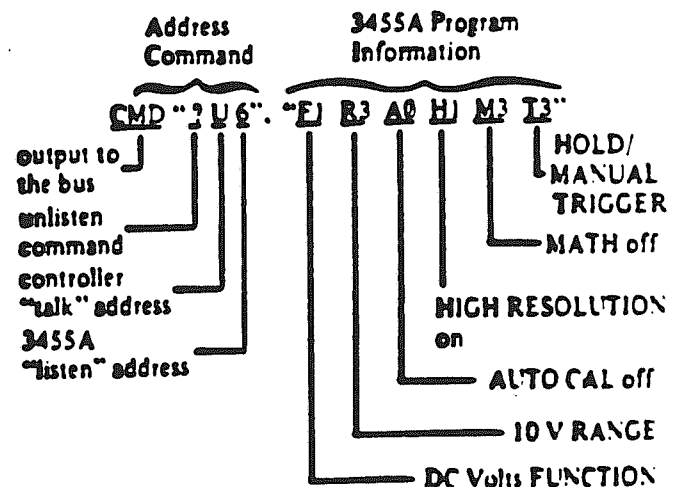 Address
Command
3455A Program
Information
CMD "?U6", "F1 R3 A0 H1 M3 T3"
output to
the bus
unlisten
command
controller
"talk" address
3455A
"listen" address
HOLD/
MANUAL
TRIGGER
MATH off
HIGH RESOLUTION
on
AUTO CAL off
10 V RANGE
DC Volts FUNCTION